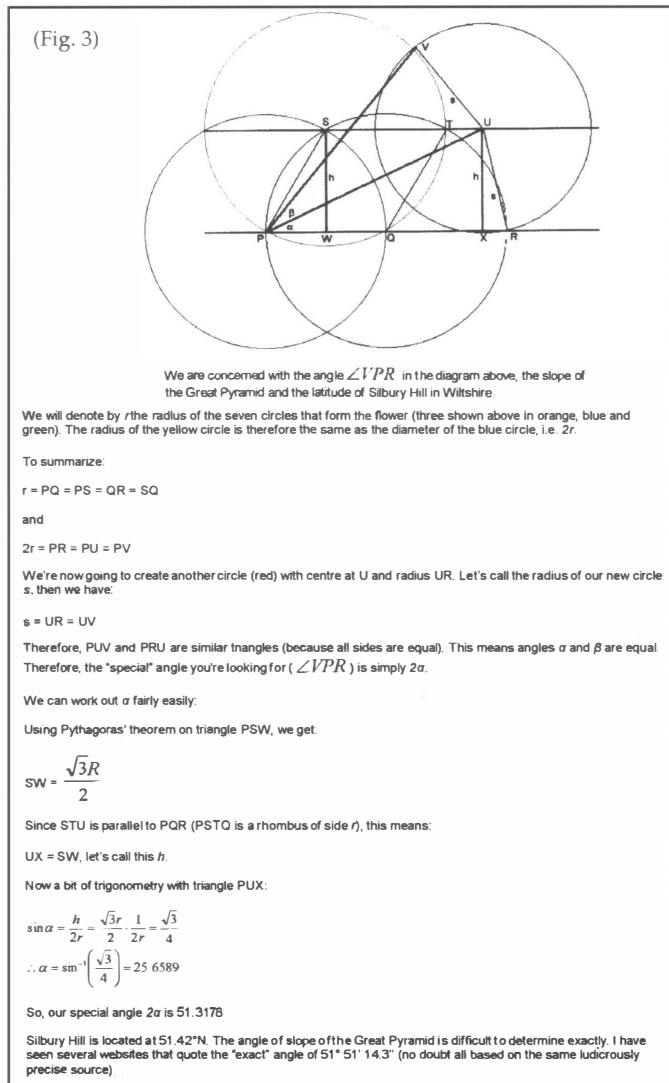 (Fig. 3)
V
s
S
T
U
h
h
β
α
s
P
W
Q
X
R
We are concerned with the angle ∠VPR in the diagram above, the slope of
the Great Pyramid and the latitude of Silbury Hill in Wiltshire
We will denote by rthe radius of the seven circles that form the flower (three shown above in orange, blue and
green). The radius of the yellow circle is therefore the same as the diameter of the blue circle, i.e. 2r.
To summarize:
r = PQ = PS = QR = SQ
and
2r = PR = PU = PV
We're now going to create another circle (red) with centre at U and radius UR. Let's call the radius of our new circle
s, then we have:
s = UR = UV
Therefore, PUV and PRU are similar triangles (because all sides are equal). This means angles α and β are equal.
Therefore, the "special" angle you're looking for ( ∠VPR ) is simply 2α.
We can work out α fairly easily:
Using Pythagoras' theorem on triangle PSW, we get:
SW = √3R / 2
Since STU is parallel to PQR (PSTQ is a rhombus of side r), this means:
UX = SW, let's call this h.
Now a bit of trigonometry with triangle PUX:
sin α = h / 2r = √3r / 2 · 1 / 2r = √3 / 4
∴ α = sin⁻¹(√3 / 4) = 25 6589
So, our special angle 2α is 51.3178
Silbury Hill is located at 51.42°N. The angle of slope of the Great Pyramid is difficult to determine exactly. I have
seen several websites that quote the "exact" angle of 51° 51' 14.3" (no doubt all based on the same ludicrously
precise source)